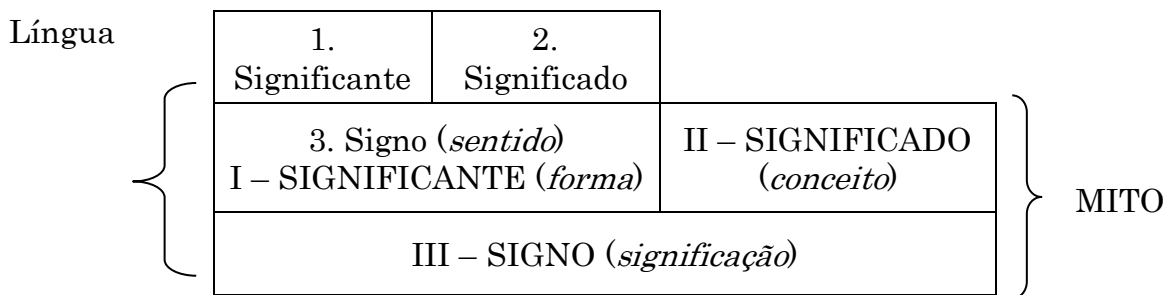 Língua
1.
Significante
2.
Significado
3. Signo (sentido)
I – SIGNIFICANTE (forma)
II – SIGNIFICADO
(conceito)
MITO
III – SIGNO (significação)